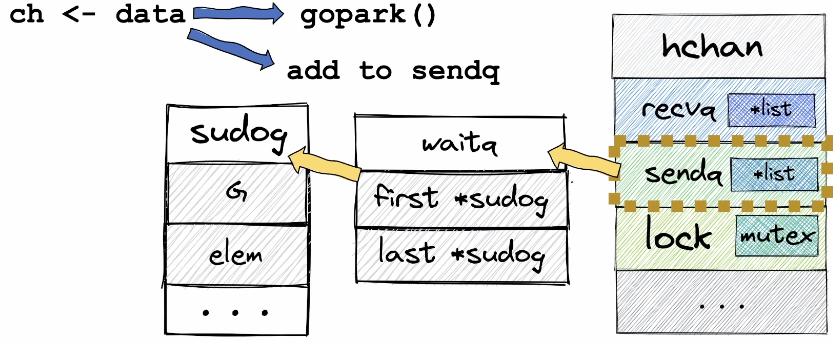 ch <- data
gopark()
add to sendq
hchan
recvq
*list
sendq
*list
lock
mutex
. . .
waitq
first *sudog
last *sudog
sudog
G
elem
. . .